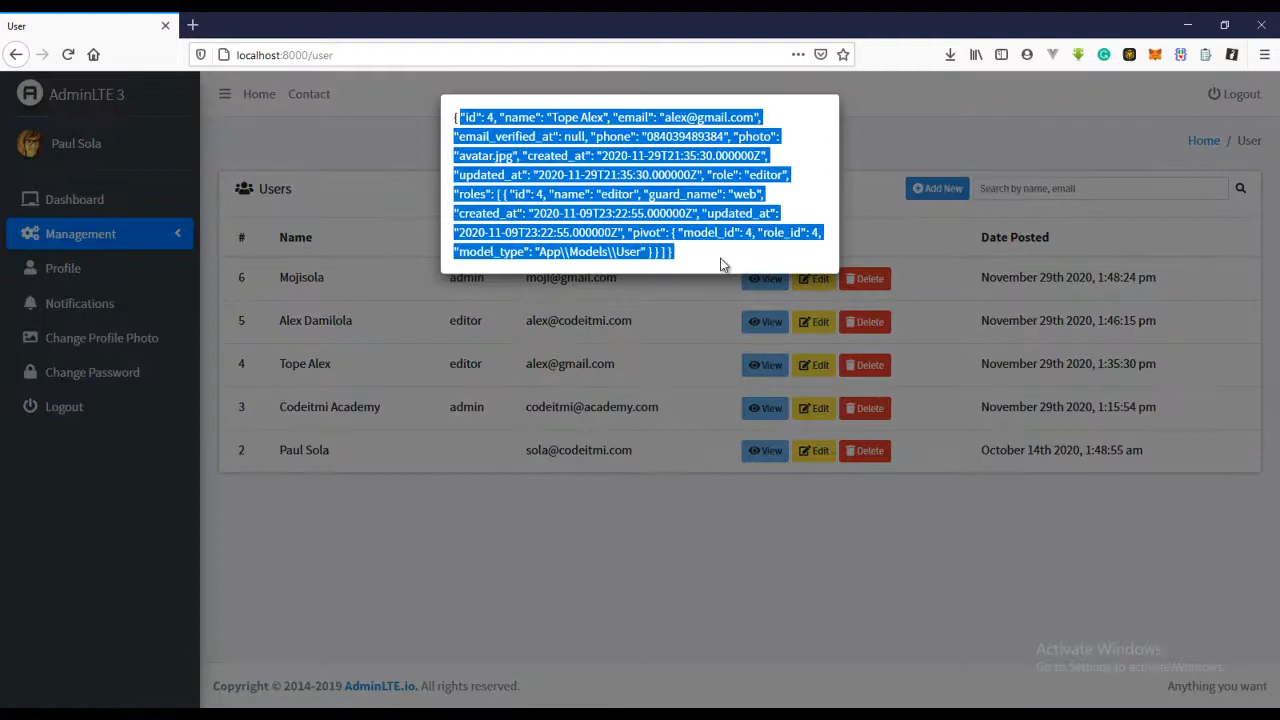 User
localhost:8000/user
AdminLTE 3
Home
Contact
Logout
Paul Sola
Home / User
{ "id": 4, "name": "Tope Alex", "email": "alex@gmail.com",
"email_verified_at": null, "phone": "084039489384", "photo":
"avatar.jpg", "created_at": "2020-11-29T21:35:30.000000Z",
"updated_at": "2020-11-29T21:35:30.000000Z", "role": "editor",
"roles": [ { "id": 4, "name": "editor", "guard_name": "web",
"created_at": "2020-11-09T23:22:55.000000Z", "updated_at":
"2020-11-09T23:22:55.000000Z", "pivot": { "model_id": 4, "role_id": 4,
"model_type": "App\\Models\\User" } } ] }
Dashboard
Management
Profile
Notifications
Change Profile Photo
Change Password
Logout
Users
Add New
Search by name, email
# Name Date Posted
6 Mojisola admin moji@gmail.com View Edit Delete November 29th 2020, 1:48:24 pm
5 Alex Damilola editor alex@codeitmi.com View Edit Delete November 29th 2020, 1:46:15 pm
4 Tope Alex editor alex@gmail.com View Edit Delete November 29th 2020, 1:35:30 pm
3 Codeitmi Academy admin codeitmi@academy.com View Edit Delete November 29th 2020, 1:15:54 pm
2 Paul Sola sola@codeitmi.com View Edit Delete October 14th 2020, 1:48:55 am
Activate Windows
Go to Settings to activate Windows.
Copyright © 2014-2019 AdminLTE.io. All rights reserved.
Anything you want